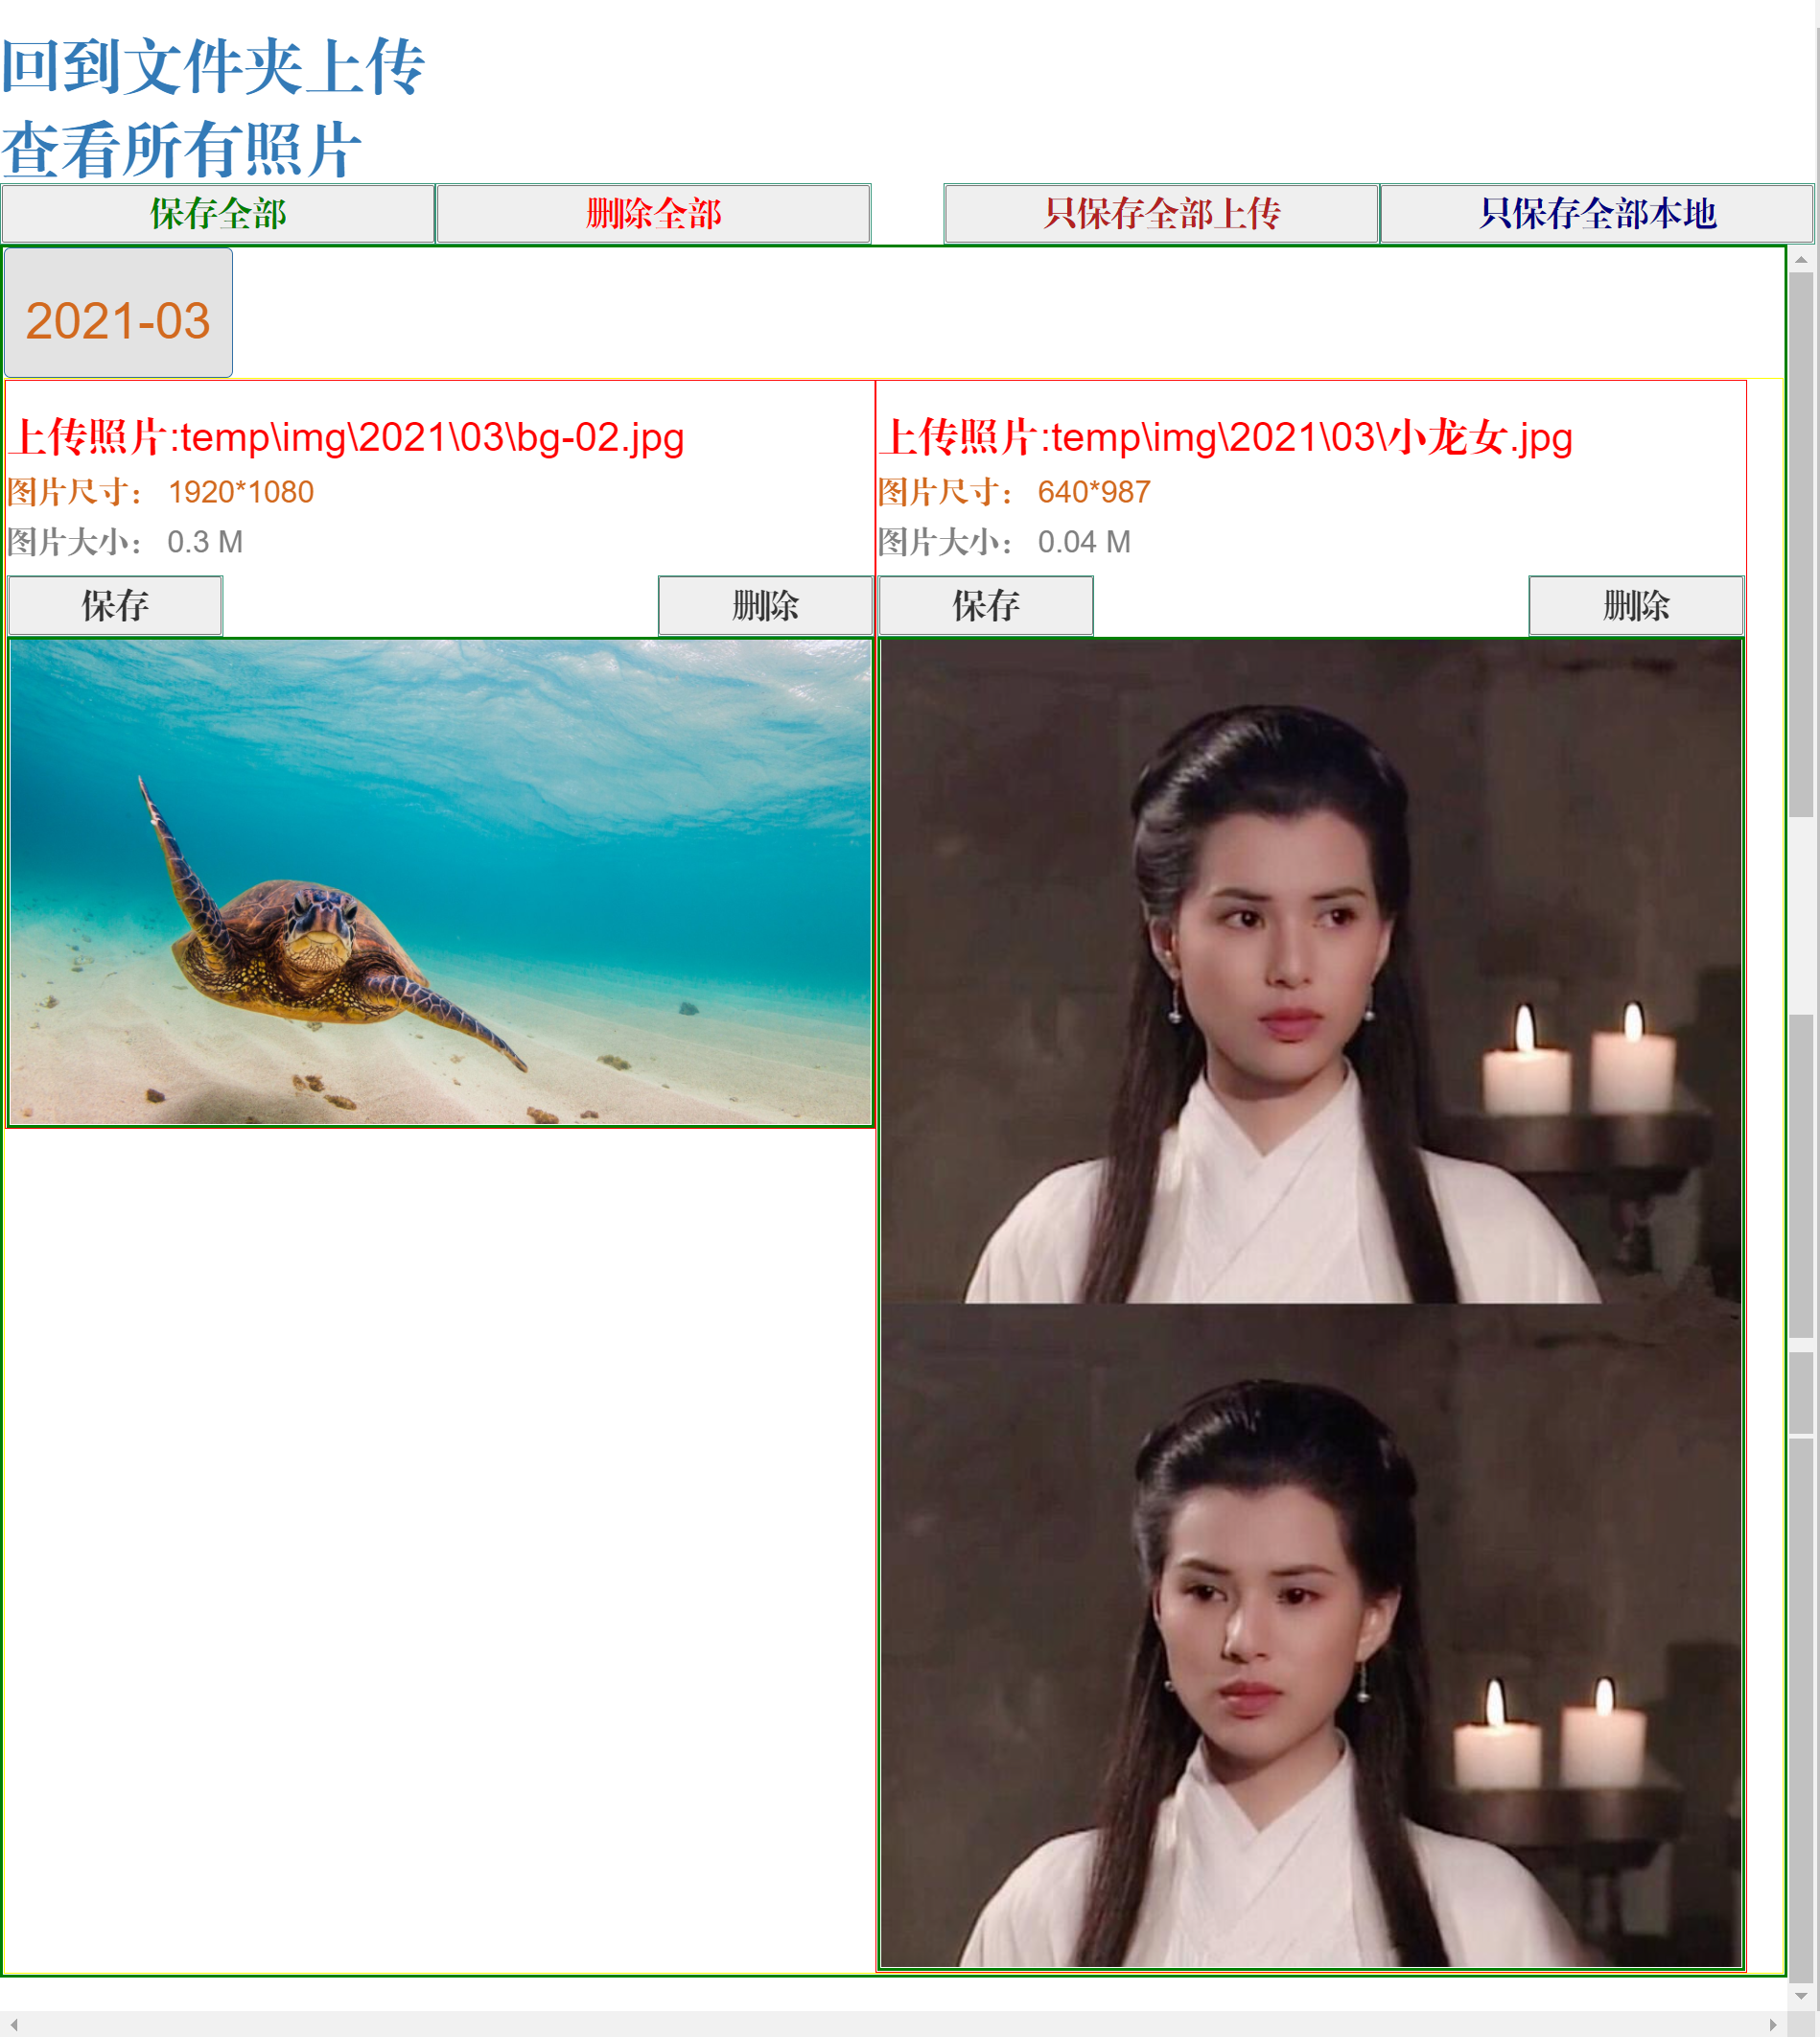 回到文件夹上传
查看所有照片
保存全部 删除全部 只保存全部上传 只保存全部本地
2021-03
上传照片:temp\img\2021\03\bg-02.jpg
图片尺寸： 1920*1080
图片大小： 0.3 M
保存 删除
上传照片:temp\img\2021\03\小龙女.jpg
图片尺寸： 640*987
图片大小： 0.04 M
保存 删除